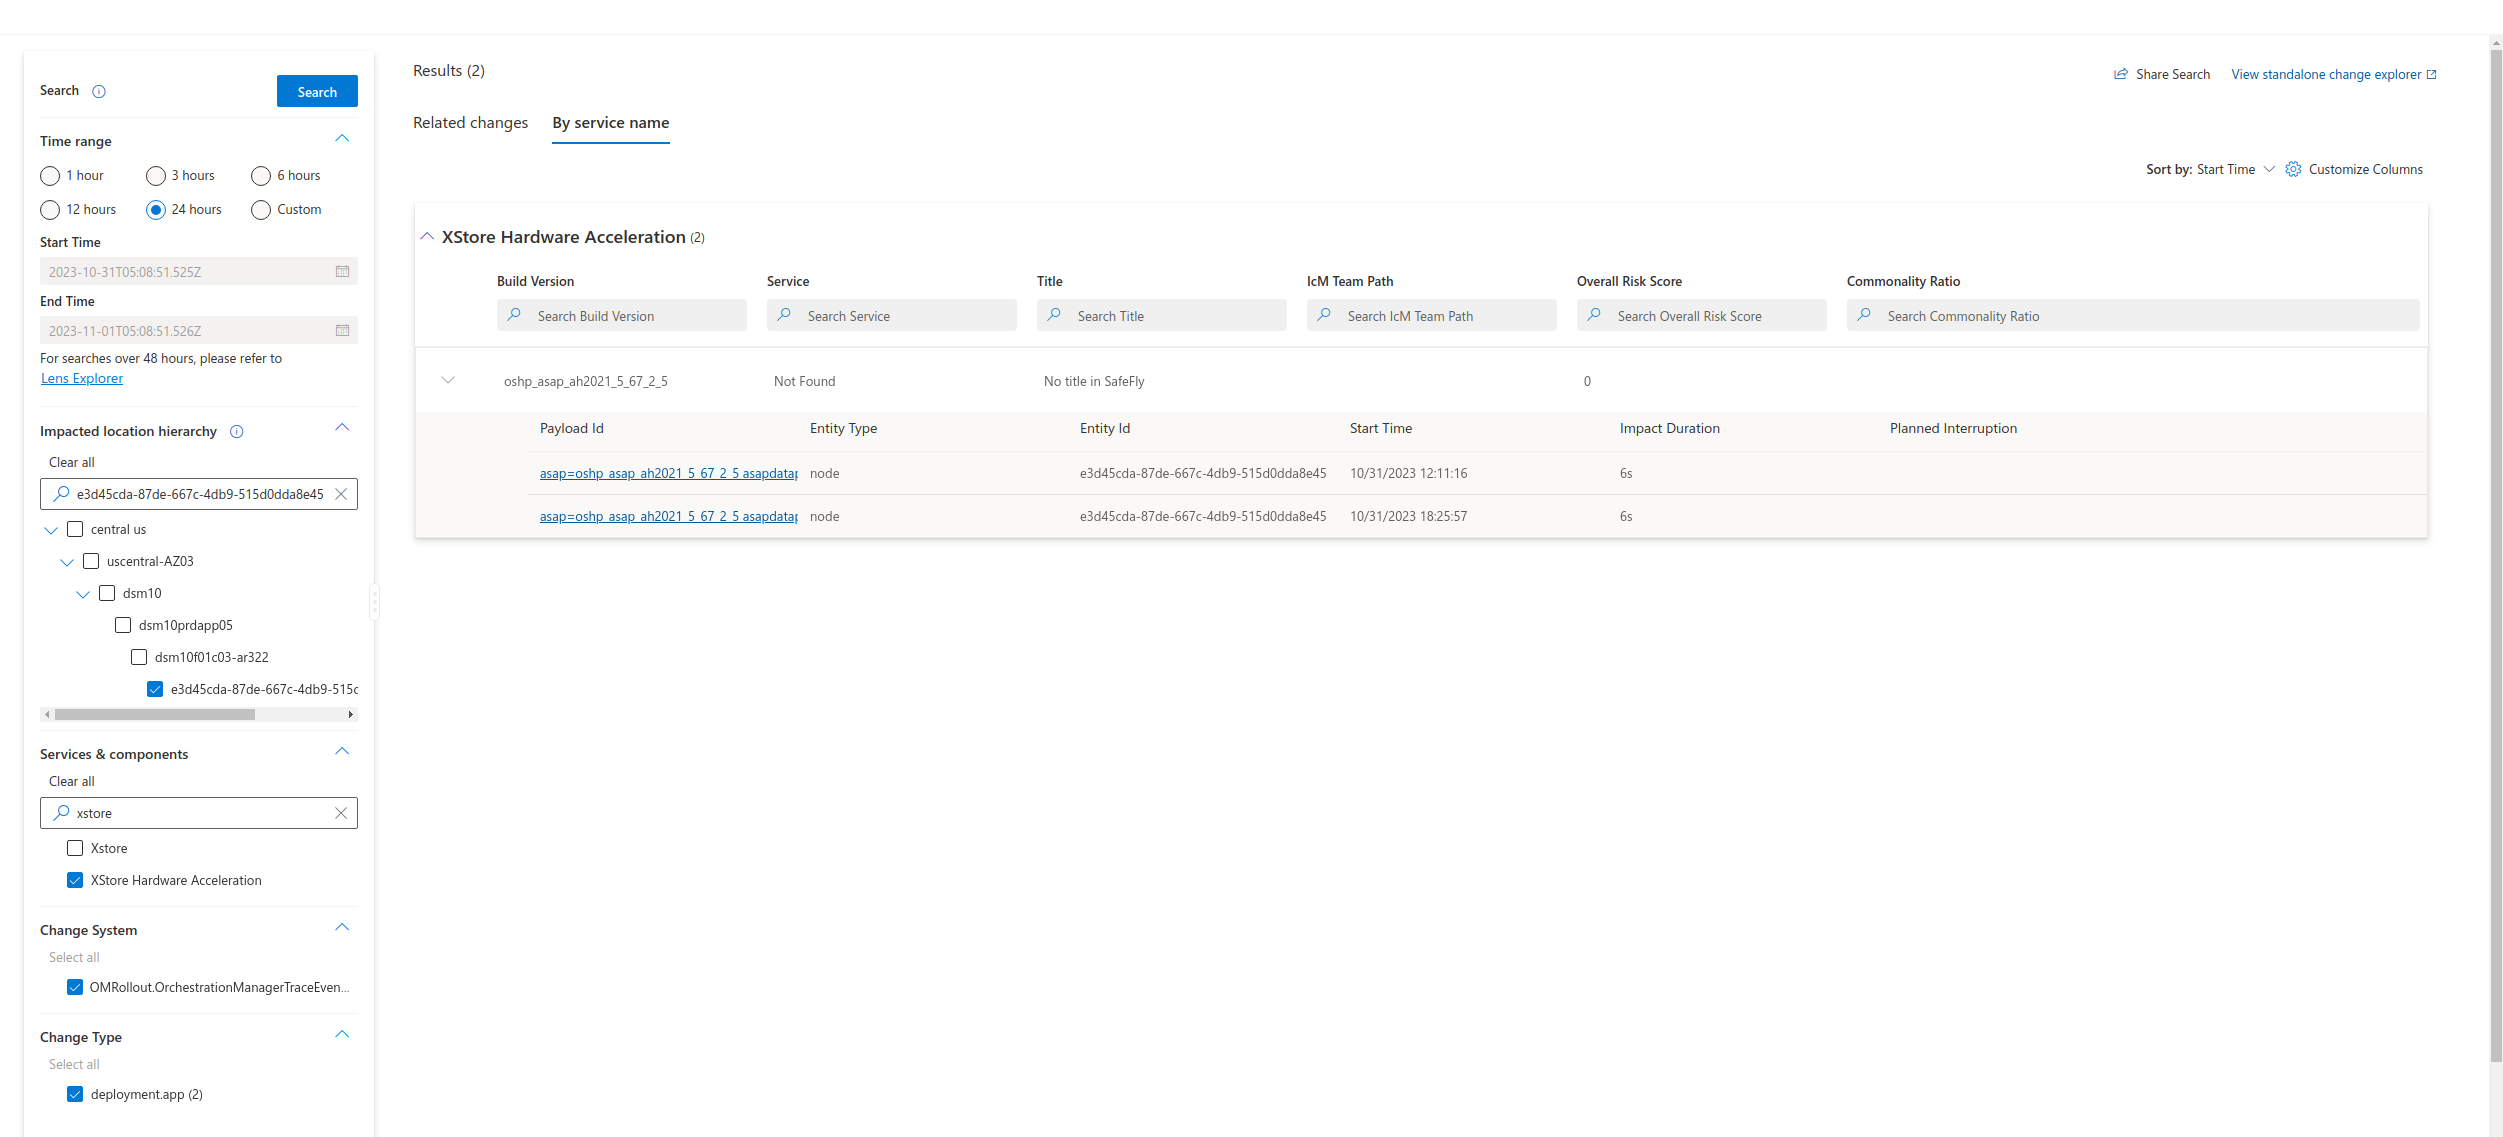 Search
Search
Time range
1 hour
3 hours
6 hours
12 hours
24 hours
Custom
Start Time
2023-10-31T05:08:51.525Z
End Time
2023-11-01T05:08:51.526Z
For searches over 48 hours, please refer to
Lens Explorer
Impacted location hierarchy
Clear all
e3d45cda-87de-667c-4db9-515d0dda8e45
central us
uscentral-AZ03
dsm10
dsm10prdapp05
dsm10f01c03-ar322
e3d45cda-87de-667c-4db9-515c
Services & components
Clear all
xstore
Xstore
XStore Hardware Acceleration
Change System
Select all
OMRollout.OrchestrationManagerTraceEven...
Change Type
Select all
deployment.app (2)
Results (2)
Share Search
View standalone change explorer
Related changes
By service name
Sort by: Start Time
Customize Columns
XStore Hardware Acceleration (2)
Build Version Service Title IcM Team Path Overall Risk Score Commonality Ratio
Search Build Version Search Service Search Title Search IcM Team Path Search Overall Risk Score Search Commonality Ratio
oshp_asap_ah2021_5_67_2_5 Not Found No title in SafeFly 0
Payload Id Entity Type Entity Id Start Time Impact Duration Planned Interruption
asap=oshp_asap_ah2021_5_67_2_5 asapdatap node e3d45cda-87de-667c-4db9-515d0dda8e45 10/31/2023 12:11:16 6s
asap=oshp_asap_ah2021_5_67_2_5 asapdatap node e3d45cda-87de-667c-4db9-515d0dda8e45 10/31/2023 18:25:57 6s